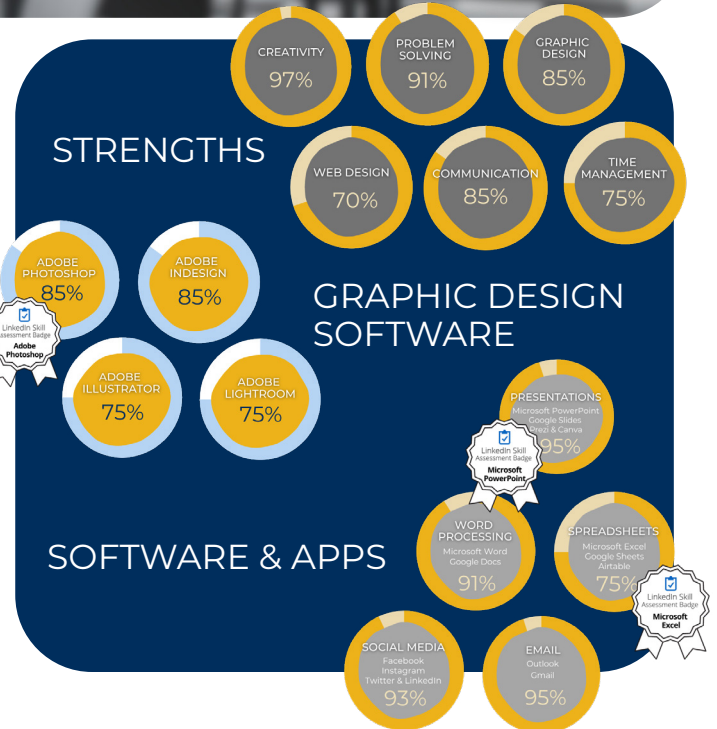 CREATIVITY
97%
PROBLEM
SOLVING
91%
GRAPHIC
DESIGN
85%
STRENGTHS
WEB DESIGN
70%
COMMUNICATION
85%
TIME
MANAGEMENT
75%
ADOBE
PHOTOSHOP
85%
LinkedIn Skill
Assessment Badge
Adobe
Photoshop
ADOBE
INDESIGN
85%
GRAPHIC DESIGN
SOFTWARE
ADOBE
ILLUSTRATOR
75%
ADOBE
LIGHTROOM
75%
PRESENTATIONS
Microsoft PowerPoint
Google Slides
Prezi & Canva
95%
LinkedIn Skill
Assessment Badge
Microsoft
PowerPoint
SOFTWARE & APPS
WORD
PROCESSING
Microsoft Word
Google Docs
91%
SPREADSHEETS
Microsoft Excel
Google Sheets
Airtable
75%
LinkedIn Skill
Assessment Badge
Microsoft
Excel
SOCIAL MEDIA
Facebook
Instagram
Twitter & LinkedIn
93%
EMAIL
Outlook
Gmail
95%